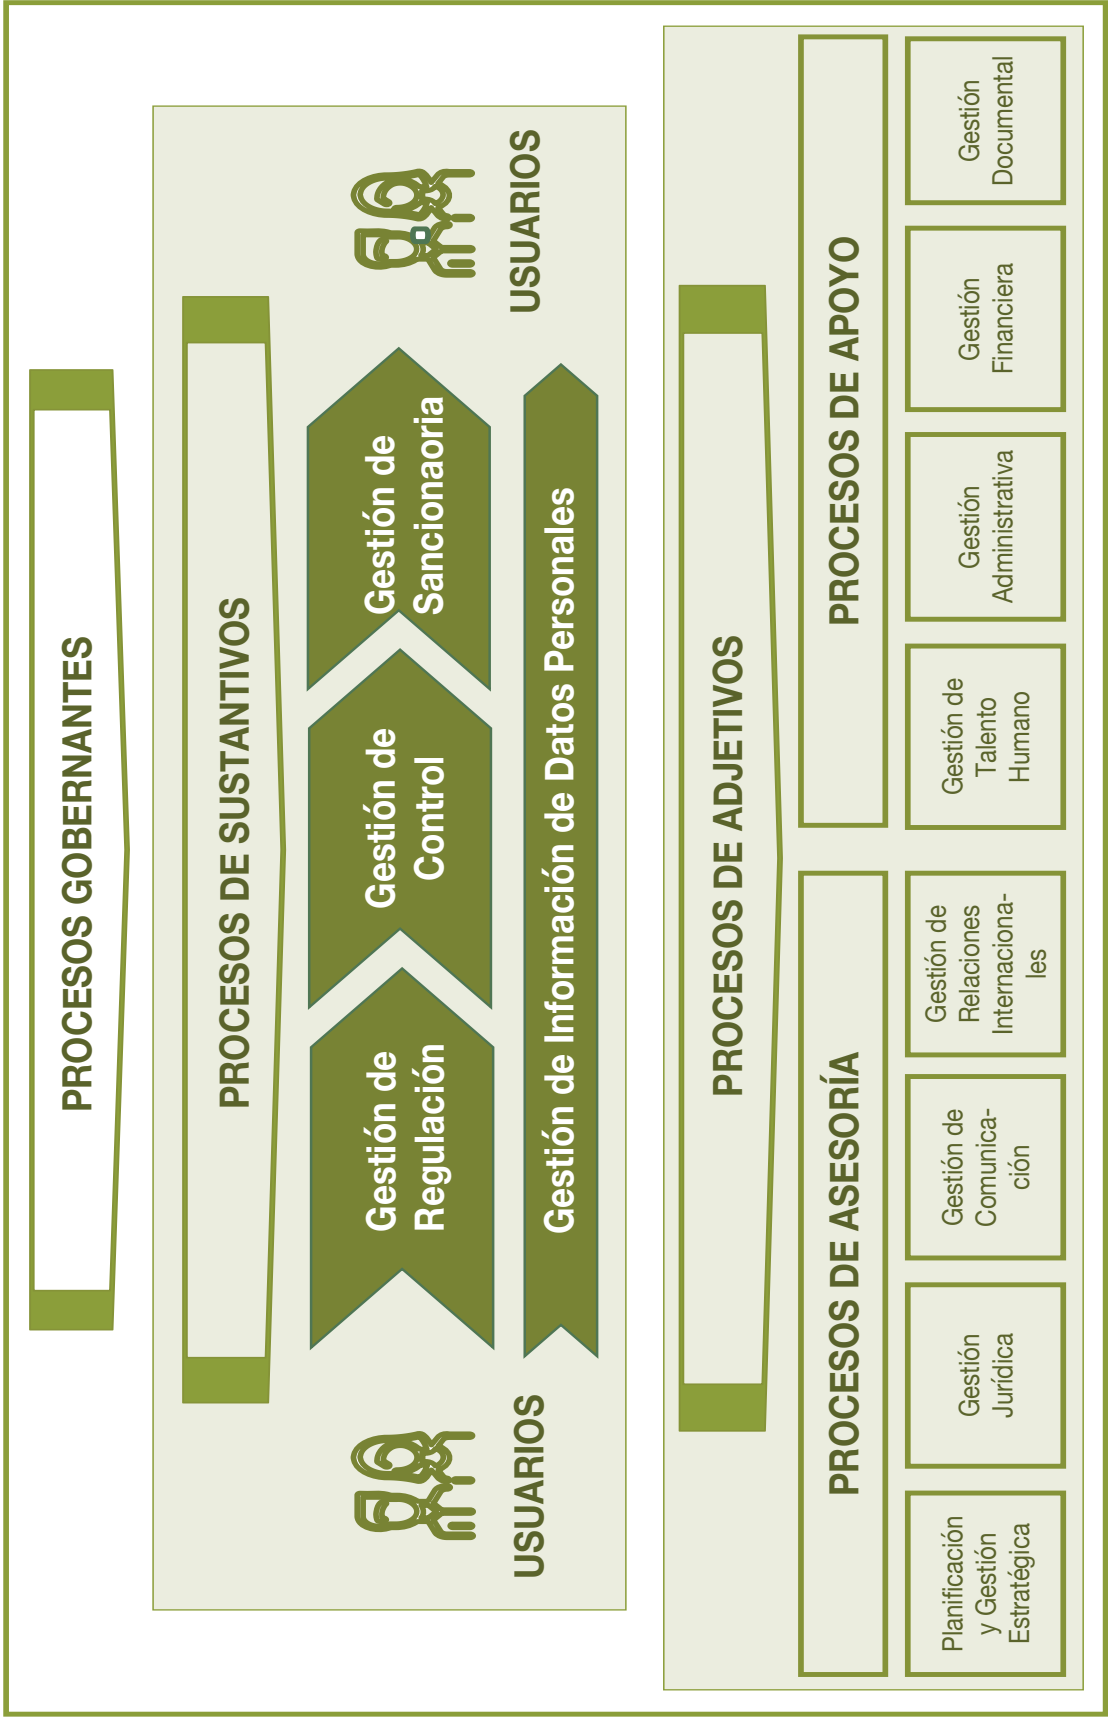 PROCESOS GOBERNANTES
PROCESOS DE SUSTANTIVOS
USUARIOS
Gestión de
Regulación
Gestión de
Control
Gestión de
Sancionaoria
USUARIOS
Gestión de Información de Datos Personales
PROCESOS DE ADJETIVOS
PROCESOS DE ASESORÍA
PROCESOS DE APOYO
Planificación
y Gestión
Estratégica
Gestión
Jurídica
Gestión de
Comunica-
ción
Gestión de
Relaciones
Internaciona-
les
Gestión de
Talento
Humano
Gestión
Administrativa
Gestión
Financiera
Gestión
Documental